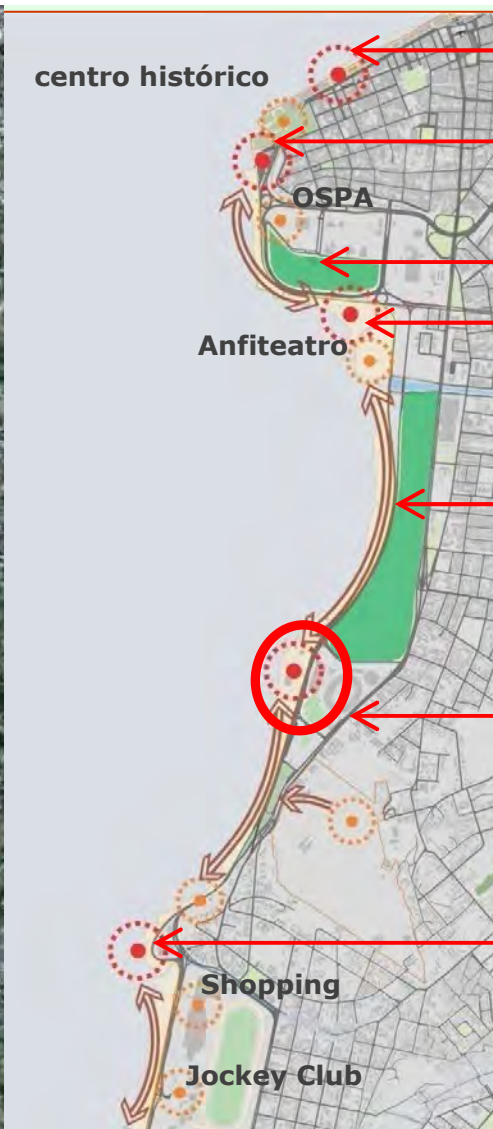 centro histórico
OSPA
Anfiteatro
Shopping
Jockey Club